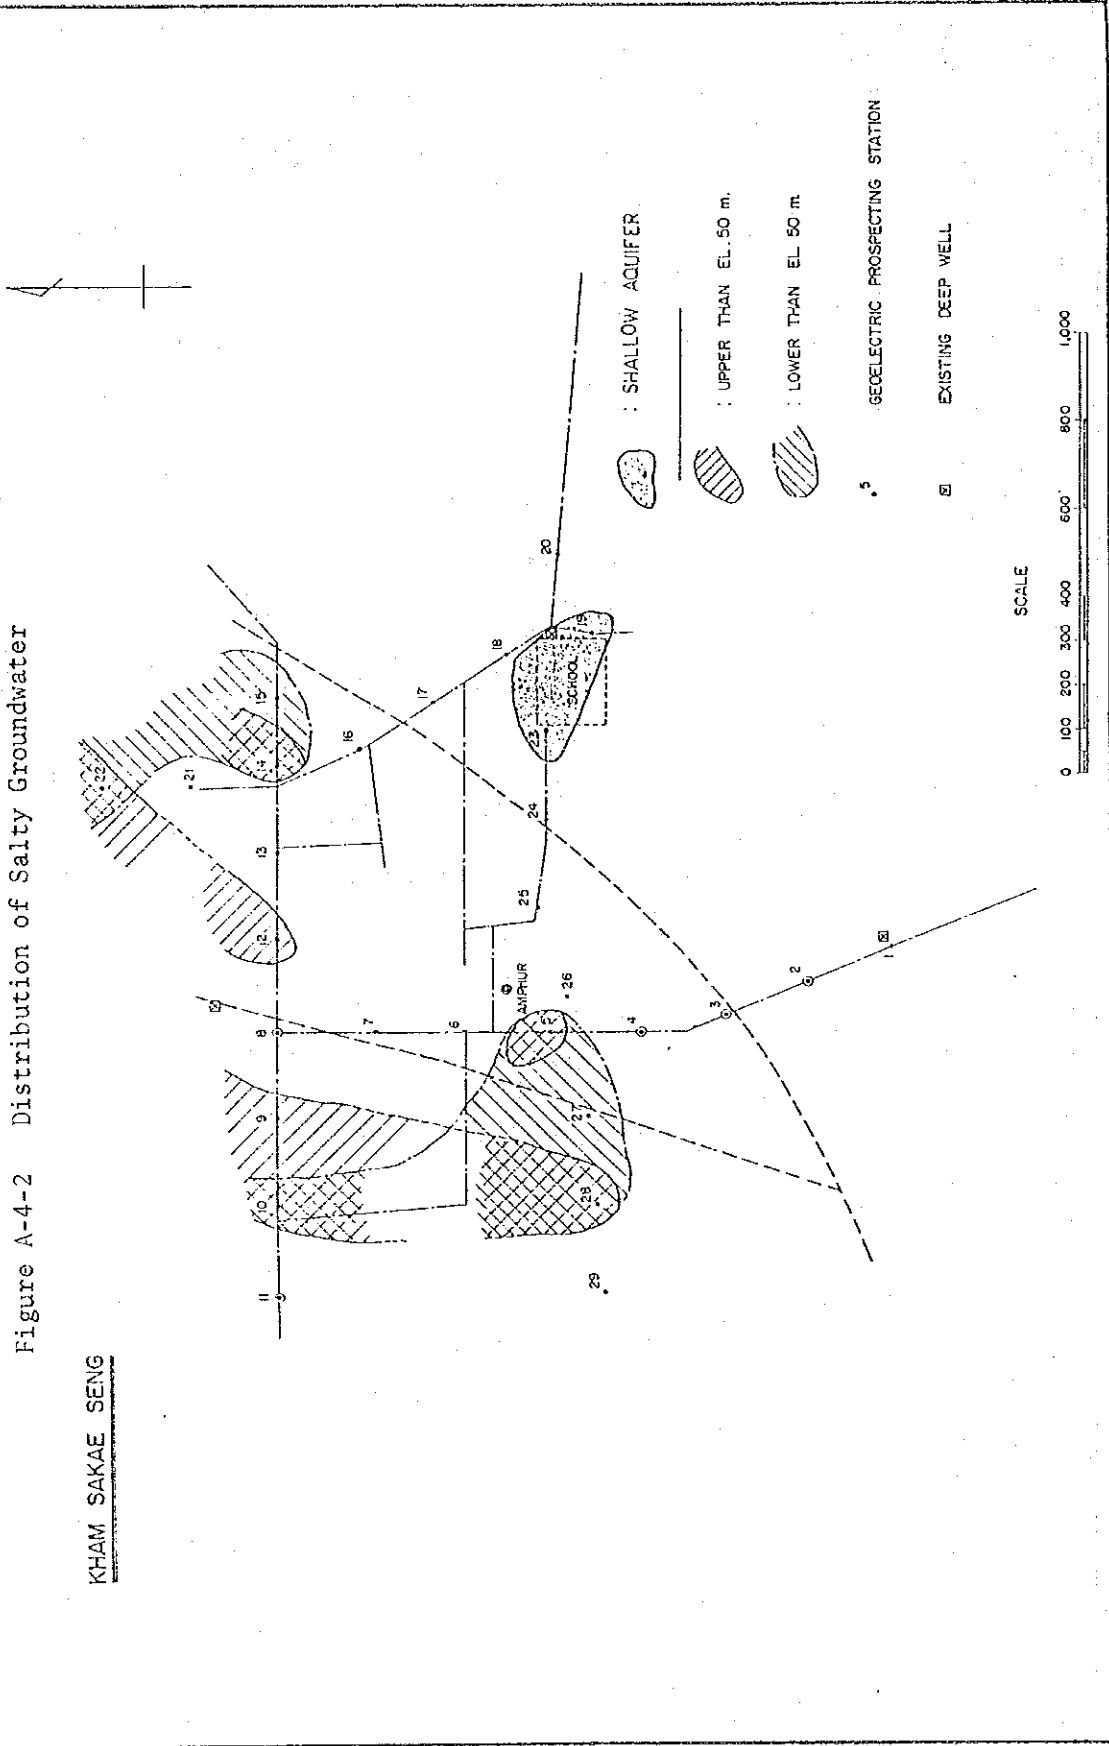 Figure A-4-2 Distribution of Salty Groundwater
KHAM SAKAE SENG
22
21
11
10
9
8
12
13
14
15
7
16
6
17
18
AMPHUR
25
24
23
SCHOOL
19
20
5
26
27
28
29
4
3
2
1
: SHALLOW AQUIFER
: UPPER THAN EL. 50 m.
: LOWER THAN EL 50 m
5
GEOELECTRIC PROSPECTING STATION
EXISTING DEEP WELL
SCALE
0 100 200 300 400 600 800 1,000